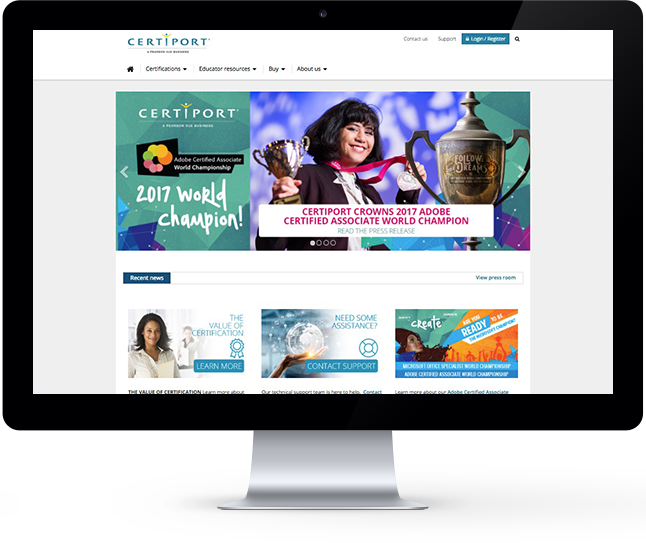 CERTIPORT
A PEARSON VUE BUSINESS
Contact us
Support
Login / Register
Certifications
Educator resources
Buy
About us
CERTIPORT
A PEARSON VUE BUSINESS
Adobe Certified Associate
World Championship
2017 WORLD
champion!
FOLLOW
DREAM
CERTIPORT CROWNS 2017 ADOBE
CERTIFIED ASSOCIATE WORLD CHAMPION
READ THE PRESS RELEASE
Recent news
View press room
THE
VALUE OF
CERTIFICATION
LEARN MORE
NEED SOME
ASSISTANCE?
CONTACT SUPPORT
create
ARE YOU
READY TO BE
THE MICROSOFT CHAMPION?
MICROSOFT OFFICE SPECIALIST WORLD CHAMPIONSHIP
ADOBE CERTIFIED ASSOCIATE WORLD CHAMPIONSHIP
THE VALUE OF CERTIFICATION Learn more about
Our technical support team is here to help. Contact
Learn more about our Adobe Certified Associate